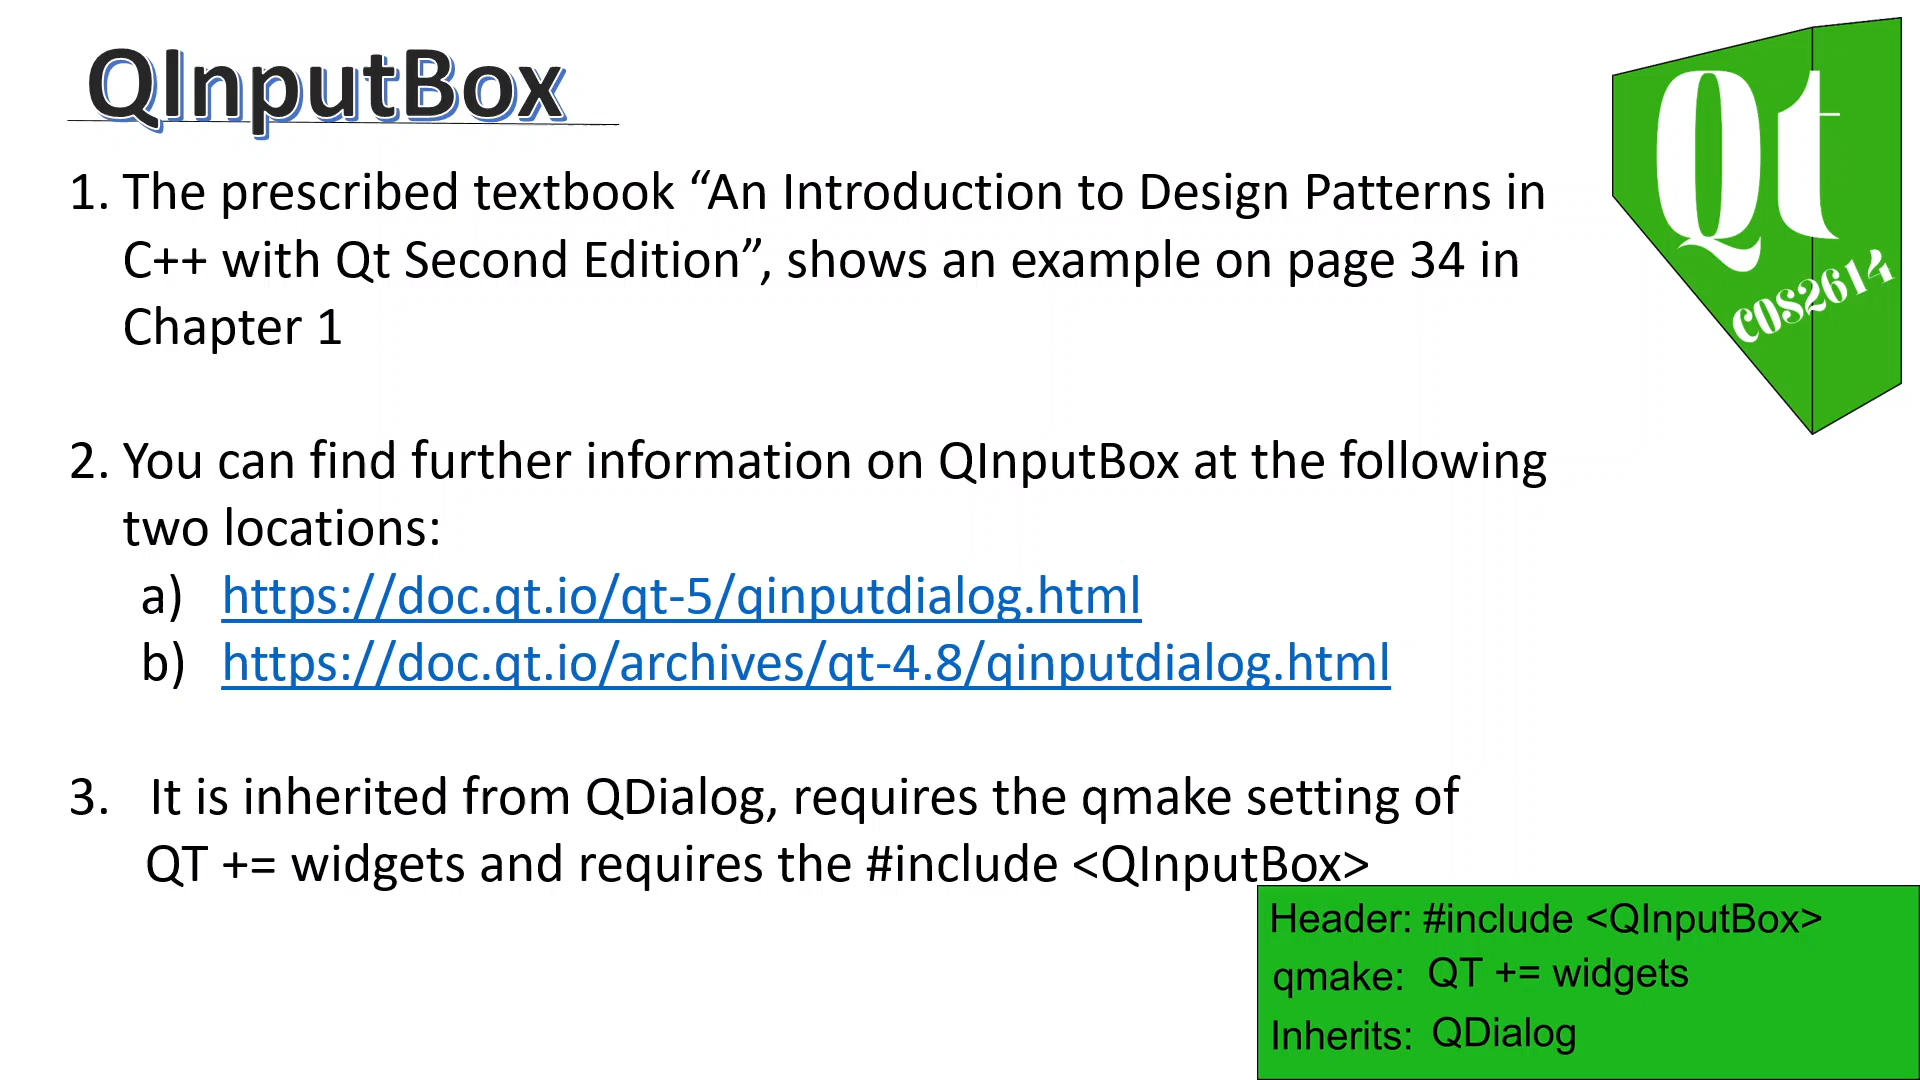 QInputBox
Qt
COS2614
1. The prescribed textbook “An Introduction to Design Patterns in
C++ with Qt Second Edition”, shows an example on page 34 in
Chapter 1
2. You can find further information on QInputBox at the following
two locations:
a) https://doc.qt.io/qt-5/qinputdialog.html
b) https://doc.qt.io/archives/qt-4.8/qinputdialog.html
3. It is inherited from QDialog, requires the qmake setting of
QT += widgets and requires the #include <QInputBox>
Header: #include <QInputBox>
qmake: QT += widgets
Inherits: QDialog